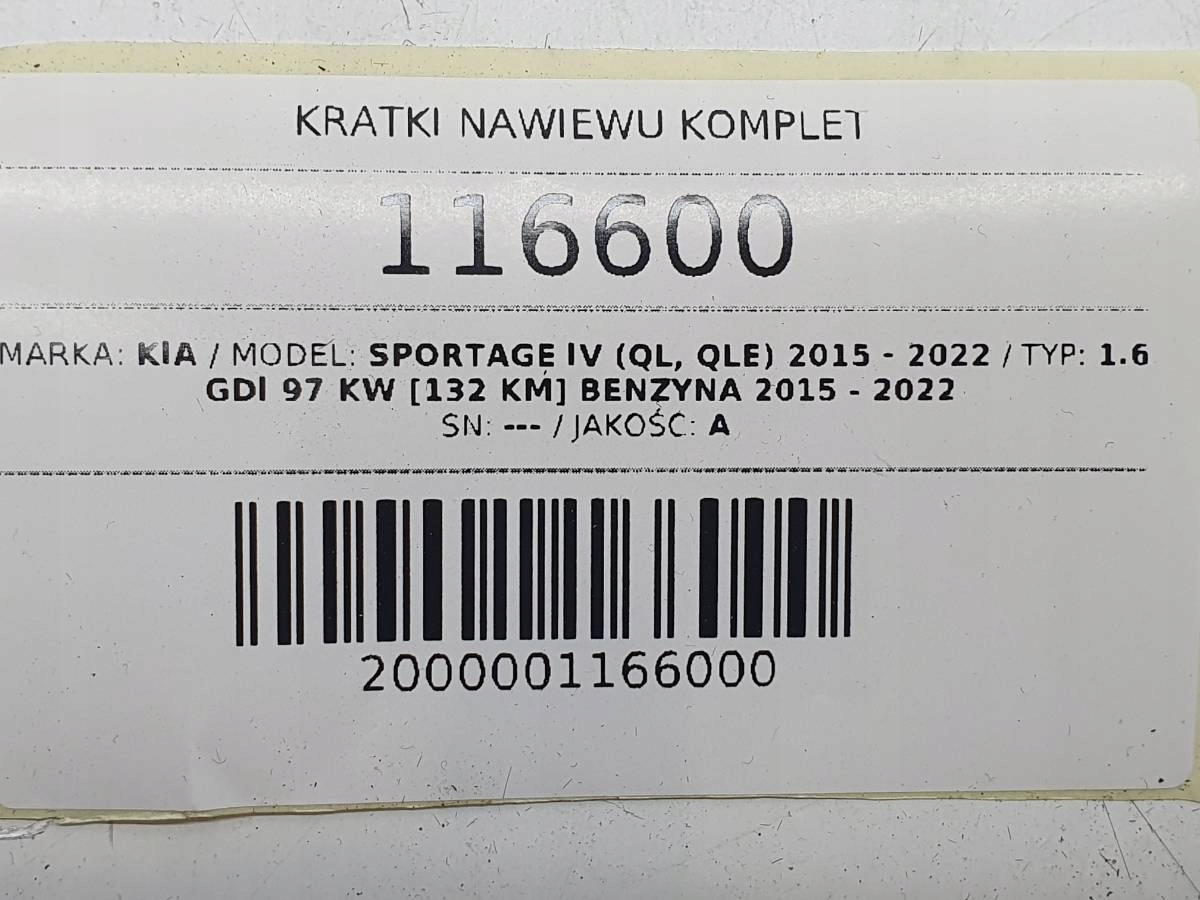 KRATKI NAWIEWU KOMPLET
116600
MARKA: KIA / MODEL: SPORTAGE IV (QL, QLE) 2015 - 2022 / TYP: 1.6
GDI 97 KW [132 KM] BENZYNA 2015 - 2022
SN: --- / JAKOŚĆ: A
2000001166000